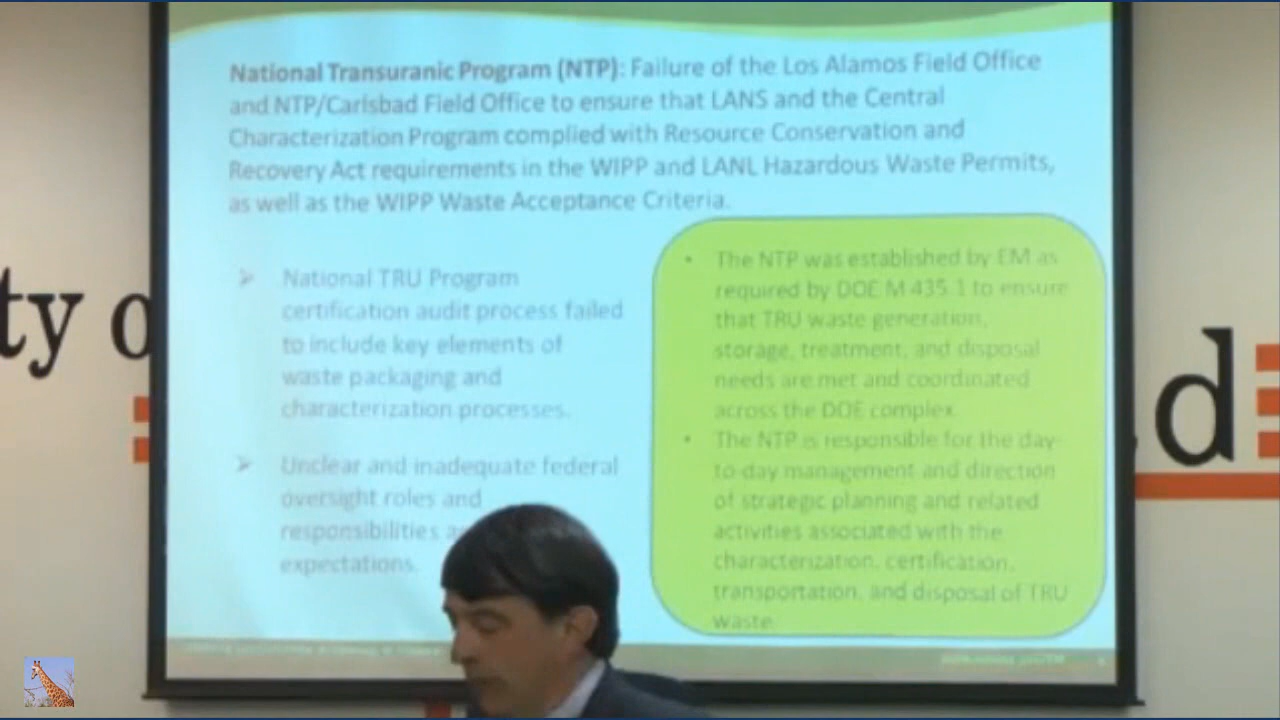 National Transuranic Program (NTP): Failure of the Los Alamos Field Office
and NTP/Carlsbad Field Office to ensure that LANS and the Central
Characterization Program complied with Resource Conservation and
Recovery Act requirements in the WIPP and LANL Hazardous Waste Permits,
as well as the WIPP Waste Acceptance Criteria.
➢ National TRU Program
certification audit process failed
to include key elements of
waste packaging and
characterization processes.
➢ Unclear and inadequate federal
oversight roles and
responsibilities
expectations.
• The NTP was established by EM as
required by DOE M 435.1 to ensure
that TRU waste generation,
storage, treatment, and disposal
needs are met and coordinated
across the DOE complex
• The NTP is responsible for the day-
to-day management and direction
of strategic planning and related
activities associated with the
characterization, certification,
transportation, and disposal of TRU
waste
ty o
d